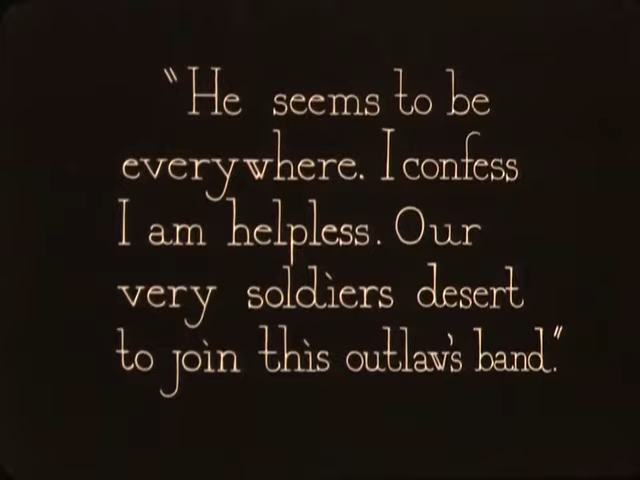 "He seems to be
everywhere. I confess
I am helpless. Our
very soldiers desert
to join this outlaw's band."